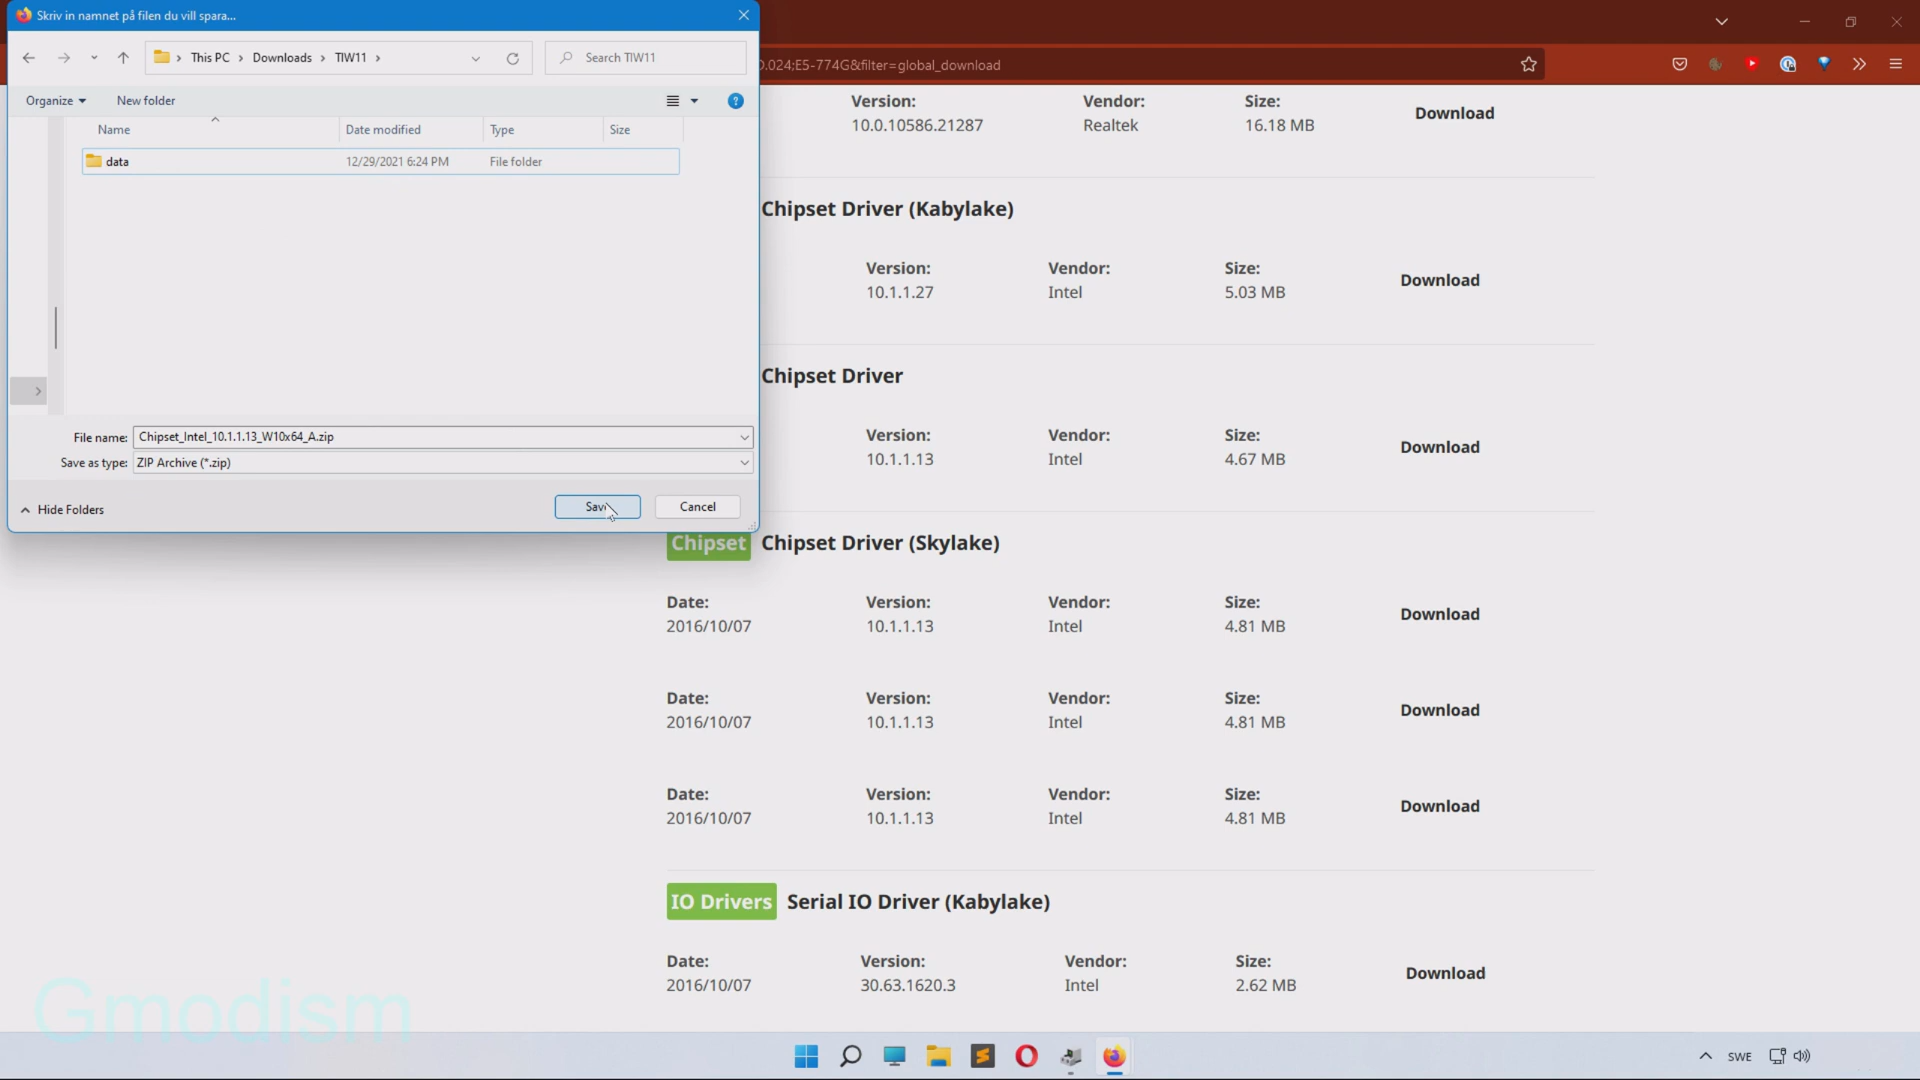 Skriv in namnet på filen du vill spara...
This PC
Downloads
TIW11
Search TIW11
Organize
New folder
?
Name
Date modified
Type
Size
data
12/29/2021 6:24 PM
File folder
File name:
Chipset_Intel_10.1.1.13_W10x64_A.zip
Save as type:
ZIP Archive (*.zip)
Hide Folders
Save
Cancel
.024;E5-774G&filter=global_download
Version:
Vendor:
Size:
Download
10.0.10586.21287
Realtek
16.18 MB
Chipset Driver (Kabylake)
Version:
Vendor:
Size:
Download
10.1.1.27
Intel
5.03 MB
Chipset Driver
Version:
Vendor:
Size:
Download
10.1.1.13
Intel
4.67 MB
Chipset Chipset Driver (Skylake)
Date:
Version:
Vendor:
Size:
Download
2016/10/07
10.1.1.13
Intel
4.81 MB
Date:
Version:
Vendor:
Size:
Download
2016/10/07
10.1.1.13
Intel
4.81 MB
Date:
Version:
Vendor:
Size:
Download
2016/10/07
10.1.1.13
Intel
4.81 MB
IO Drivers Serial IO Driver (Kabylake)
Date:
Version:
Vendor:
Size:
Download
2016/10/07
30.63.1620.3
Intel
2.62 MB
Gmodism
SWE